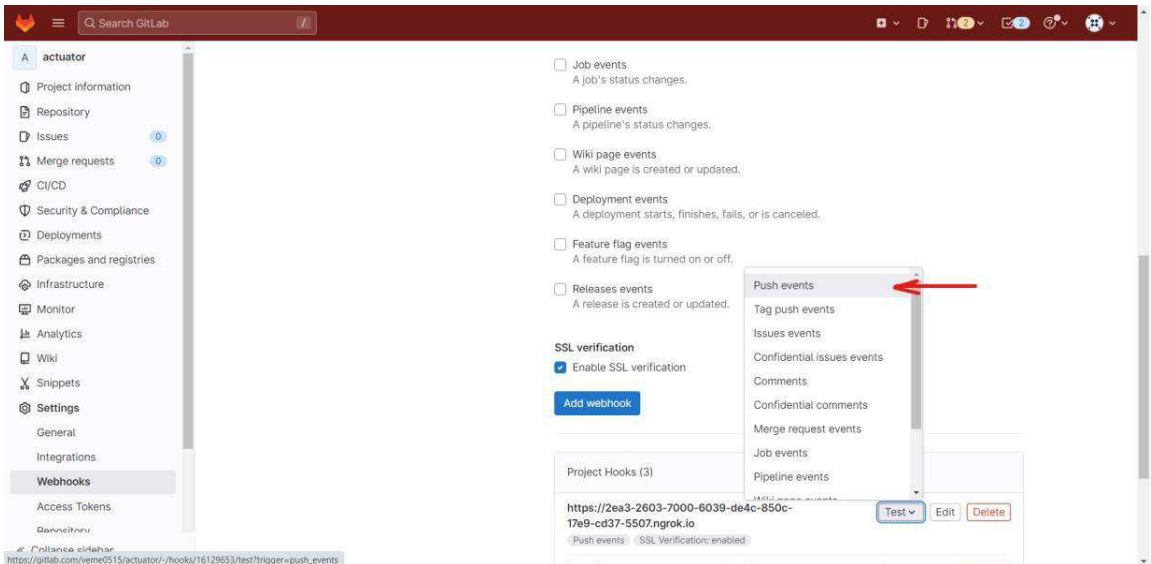 Search GitLab
/
2
2
A actuator
Project information
Repository
Issues 0
Merge requests 0
CI/CD
Security & Compliance
Deployments
Packages and registries
Infrastructure
Monitor
Analytics
Wiki
Snippets
Settings
General
Integrations
Webhooks
Access Tokens
Repository
Collapse sidebar
https://gitlab.com/veme0515/actuator/-/hooks/16129653/test?trigger=push_events
Job events
A job's status changes.
Pipeline events
A pipeline's status changes.
Wiki page events
A wiki page is created or updated.
Deployment events
A deployment starts, finishes, fails, or is canceled.
Feature flag events
A feature flag is turned on or off.
Releases events
A release is created or updated.
SSL verification
Enable SSL verification
Add webhook
Push events
Tag push events
Issues events
Confidential issues events
Comments
Confidential comments
Merge request events
Job events
Pipeline events
Wiki page events
Project Hooks (3)
https://2ea3-2603-7000-6039-de4c-850c-
17e9-cd37-5507.ngrok.io
Push events SSL Verification: enabled
Test Edit Delete